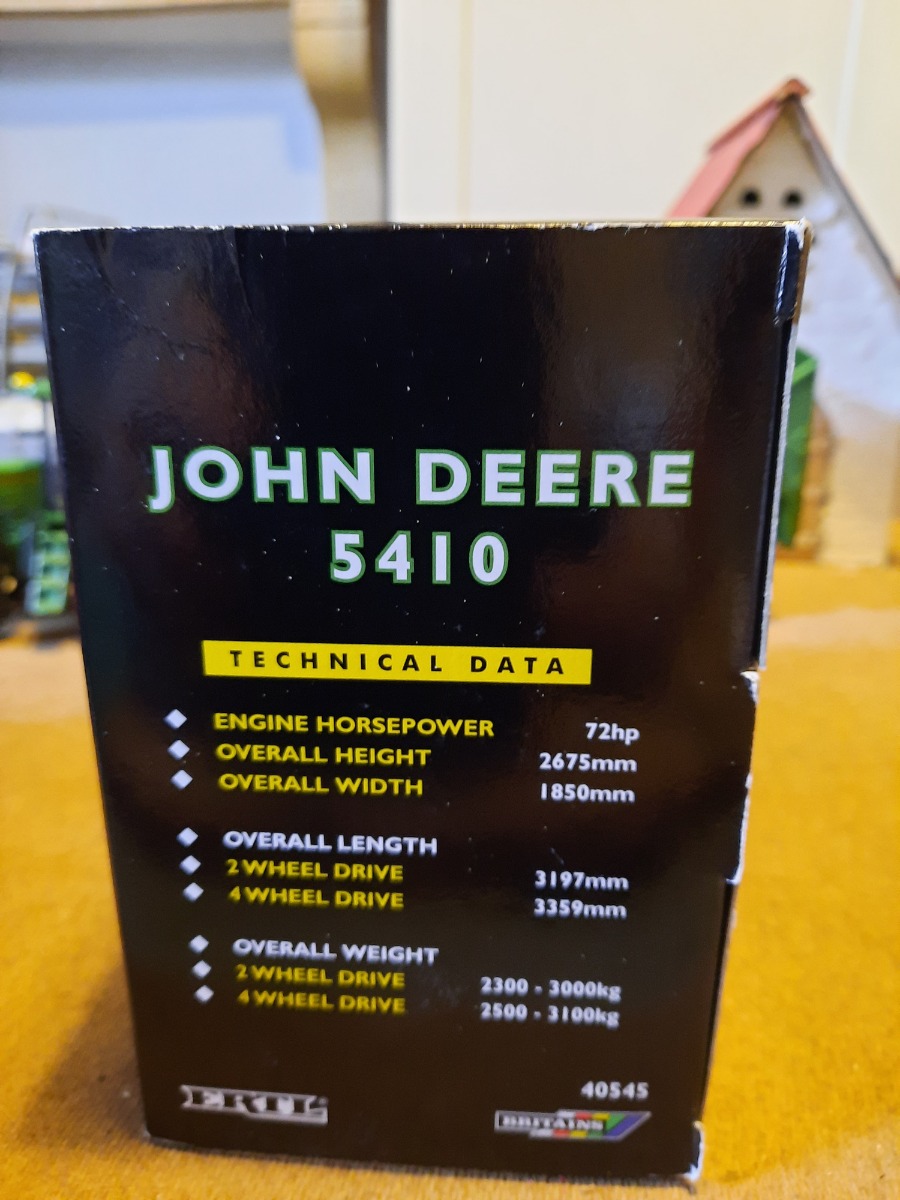 JOHN DEERE
5410
TECHNICAL DATA
ENGINE HORSEPOWER 72hp
OVERALL HEIGHT 2675mm
OVERALL WIDTH 1850mm
OVERALL LENGTH
2 WHEEL DRIVE 3197mm
4 WHEEL DRIVE 3359mm
OVERALL WEIGHT
2 WHEEL DRIVE 2300 - 3000kg
4 WHEEL DRIVE 2500 - 3100kg
40545
ERTL BRITAINS